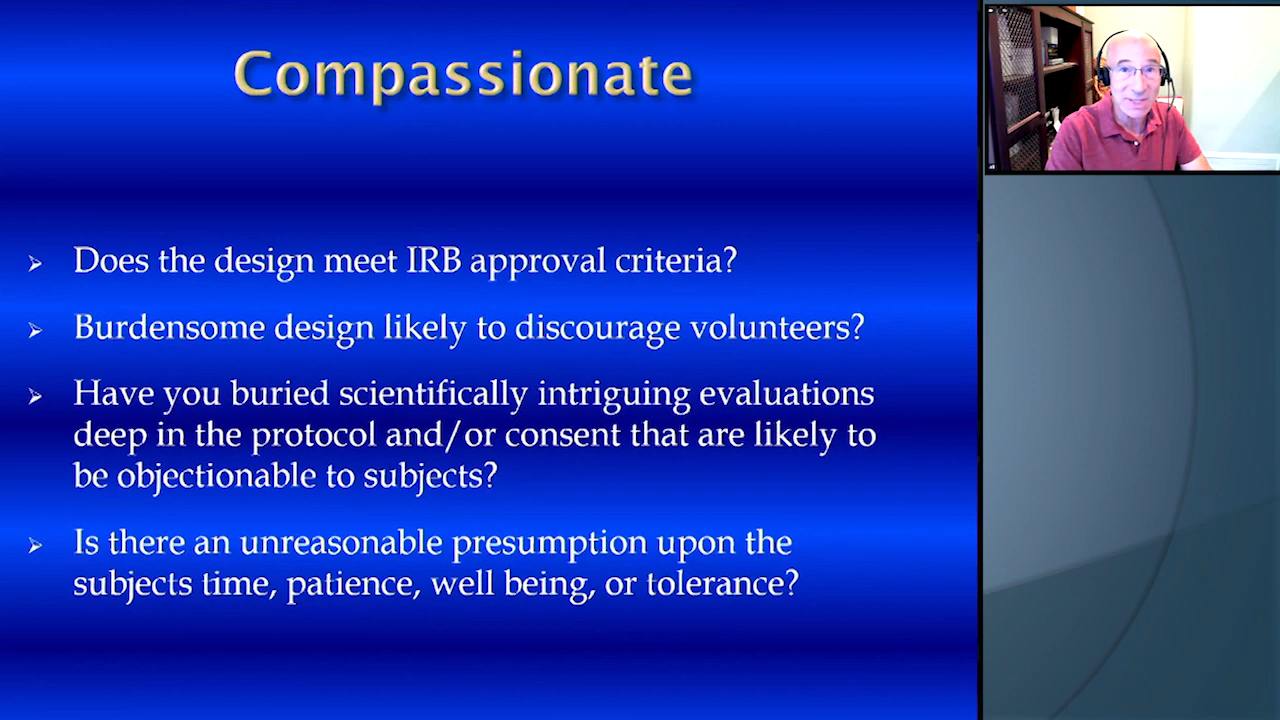 Compassionate
Does the design meet IRB approval criteria?
Burdensome design likely to discourage volunteers?
Have you buried scientifically intriguing evaluations
deep in the protocol and/or consent that are likely to
be objectionable to subjects?
Is there an unreasonable presumption upon the
subjects time, patience, well being, or tolerance?